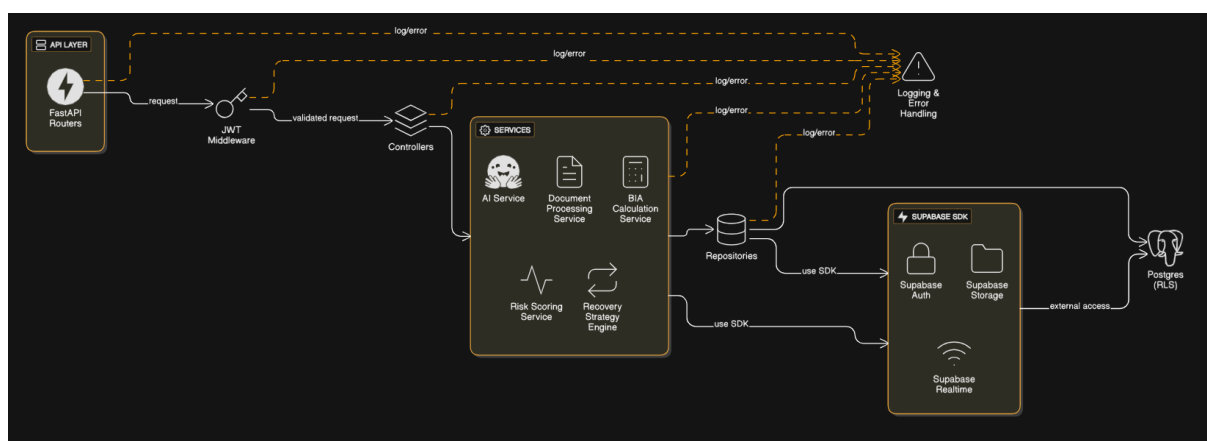 API LAYER
FastAPI
Routers
request
JWT
Middleware
validated request
Controllers
log/error
log/error
log/error
log/error
log/error
Logging &
Error
Handling
SERVICES
AI Service
Document
Processing
Service
BIA
Calculation
Service
Risk Scoring
Service
Recovery
Strategy
Engine
Repositories
use SDK
use SDK
SUPABASE SDK
Supabase
Auth
Supabase
Storage
Supabase
Realtime
external access
Postgres
(RLS)